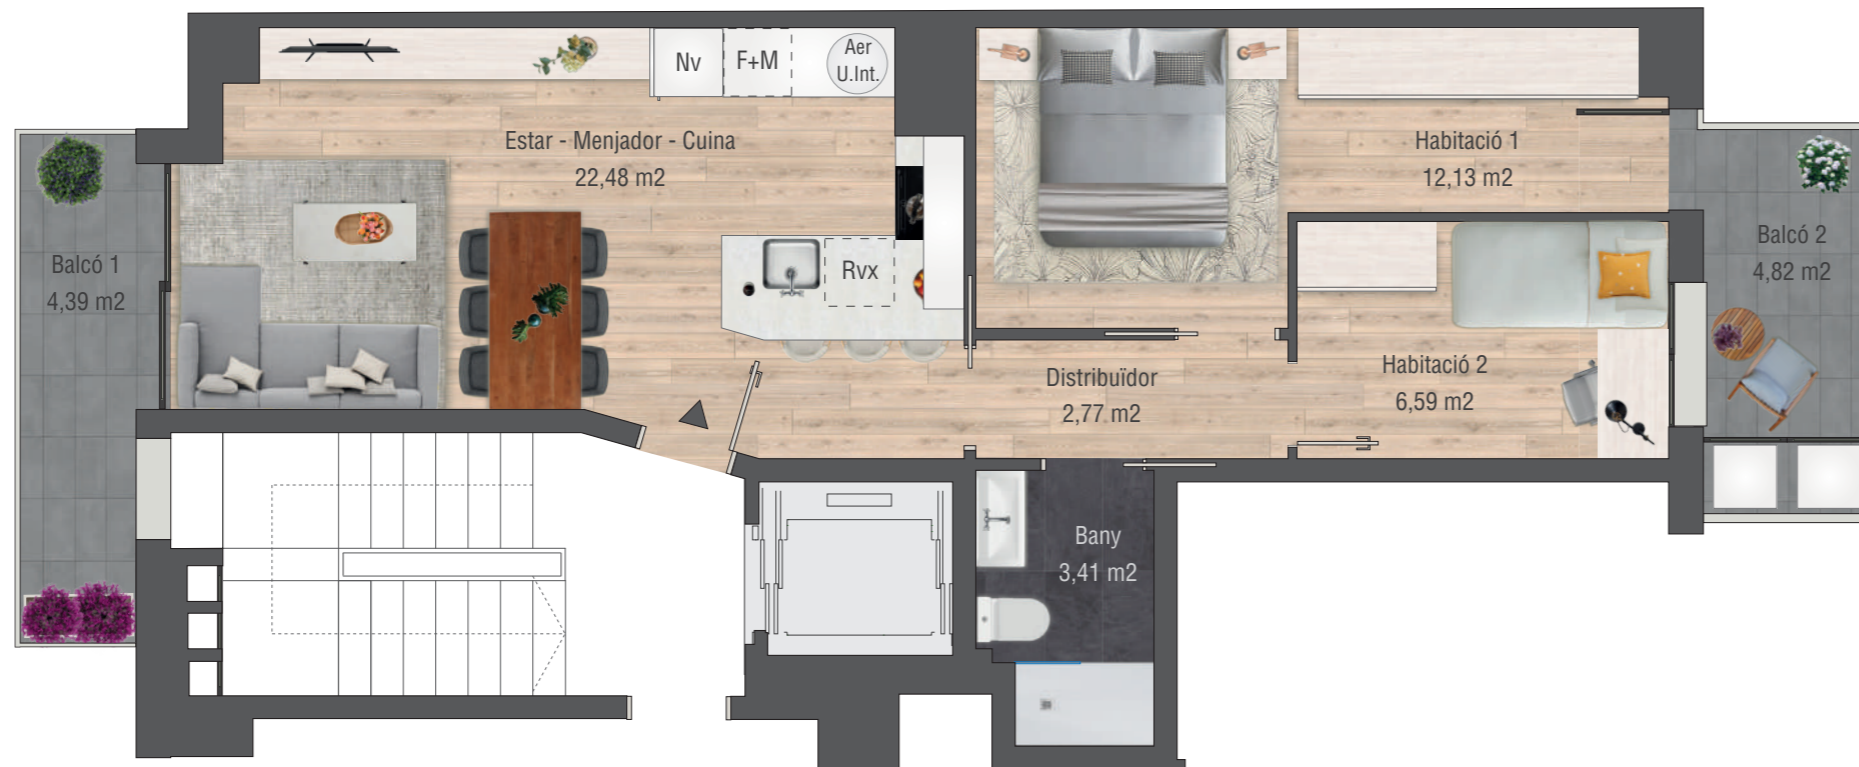 Nv
F+M
Aer
U.Int.
Estar - Menjador - Cuina
22,48 m2
Habitació 1
12,13 m2
Balcó 1
4,39 m2
Rvx
Balcó 2
4,82 m2
Distribuïdor
2,77 m2
Habitació 2
6,59 m2
Bany
3,41 m2